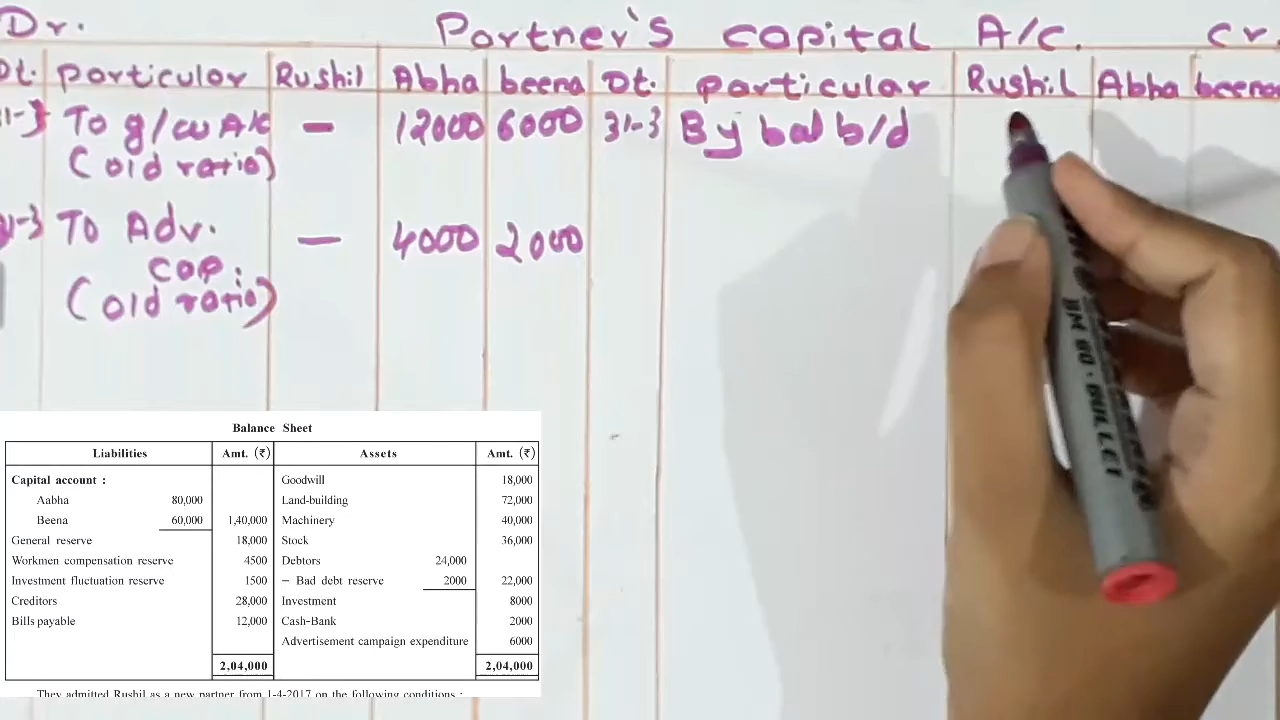 Dr. Partner's capital A/c. cr.
Dt. particular Rushil Abha beena Dt. particular Rushil Abha beena
31-3 To g/w A/c - 12000 6000 31-3 By bal b/d
(old ratio)
31-3 To Adv. - 4000 2000
cap.
(old ratio)
BM 80 · BULLET
Balance Sheet
Liabilities Amt. (₹) Assets Amt. (₹)
Capital account : Goodwill 18,000
Aabha 80,000 Land-building 72,000
Beena 60,000 1,40,000 Machinery 40,000
General reserve 18,000 Stock 36,000
Workmen compensation reserve 4500 Debtors 24,000
Investment fluctuation reserve 1500 – Bad debt reserve 2000 22,000
Creditors 28,000 Investment 8000
Bills payable 12,000 Cash-Bank 2000
Advertisement campaign expenditure 6000
2,04,000 2,04,000
They admitted Rushil as a new partner from 1-4-2017 on the following conditions :